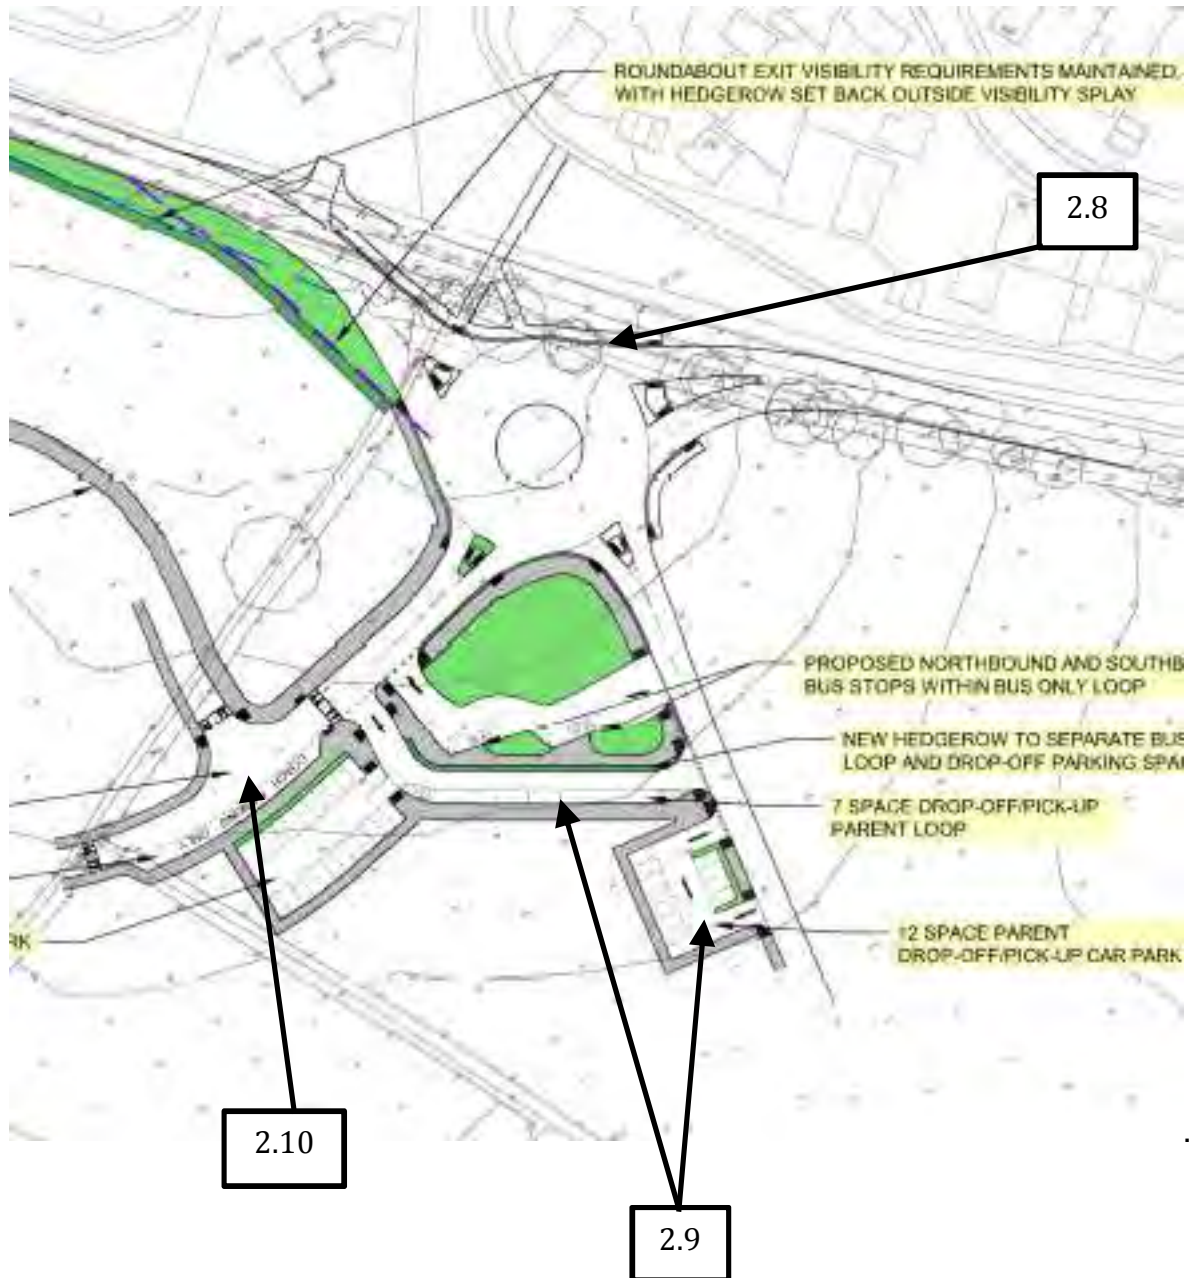 ROUNDABOUT EXIT VISIBILITY REQUIREMENTS MAINTAINED,
WITH HEDGEROW SET BACK OUTSIDE VISIBILITY SPLAY
2.8
PROPOSED NORTHBOUND AND SOUTHB
BUS STOPS WITHIN BUS ONLY LOOP
NEW HEDGEROW TO SEPARATE BUS
LOOP AND DROP-OFF PARKING SPA
7 SPACE DROP-OFF/PICK-UP
PARENT LOOP
12 SPACE PARENT
DROP-OFF/PICK-UP CAR PARK
RK
2.10
2.9